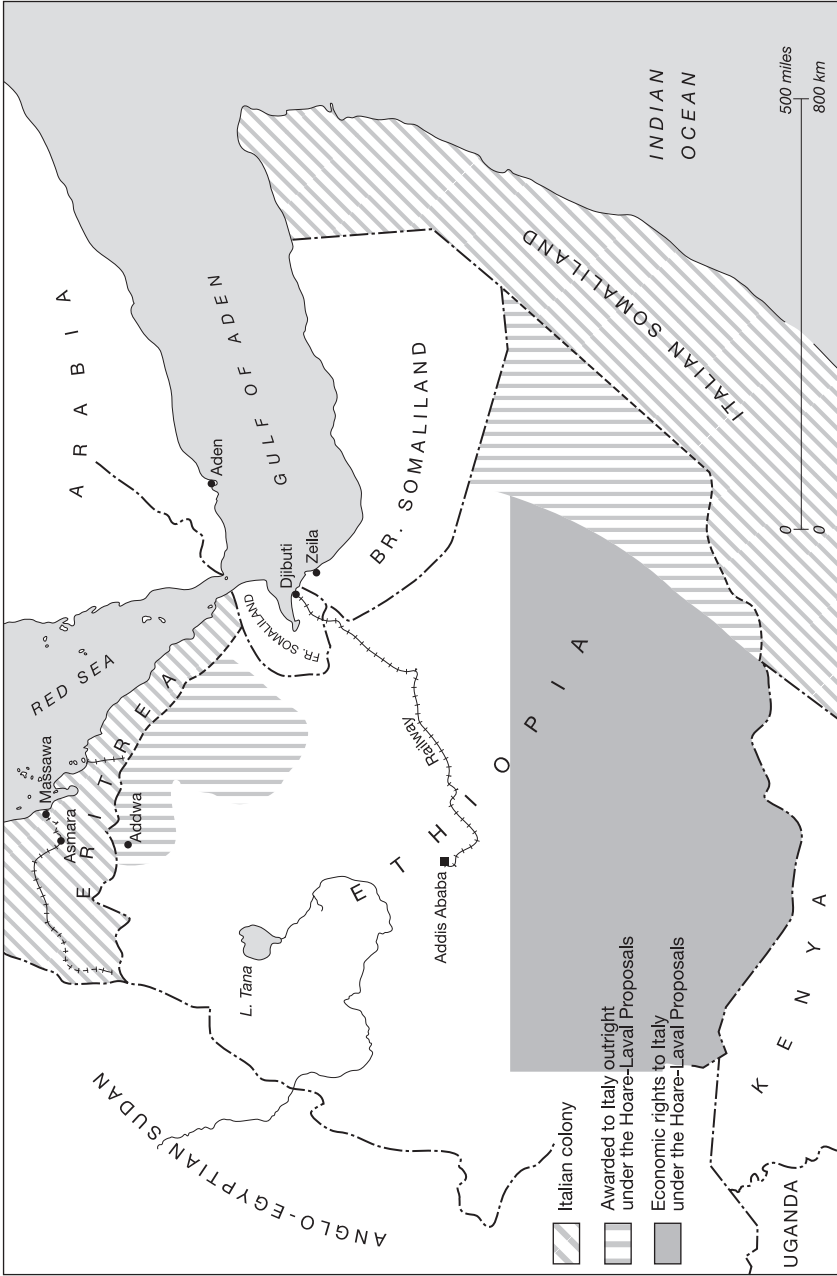 ARABIA
RED SEA
Massawa
Asmara
ERITREA
Addwa
Aden
GULF OF ADEN
FR. SOMALILAND
Djibuti
Zeila
BR. SOMALILAND
L. Tana
ANGLO-EGYPTIAN SUDAN
ETHIOPIA
Railway
Addis Ababa
ITALIAN SOMALILAND
INDIAN
OCEAN
KENYA
UGANDA
Italian colony
Awarded to Italy outright
under the Hoare–Laval Proposals
Economic rights to Italy
under the Hoare–Laval Proposals
0 500 miles
0 800 km